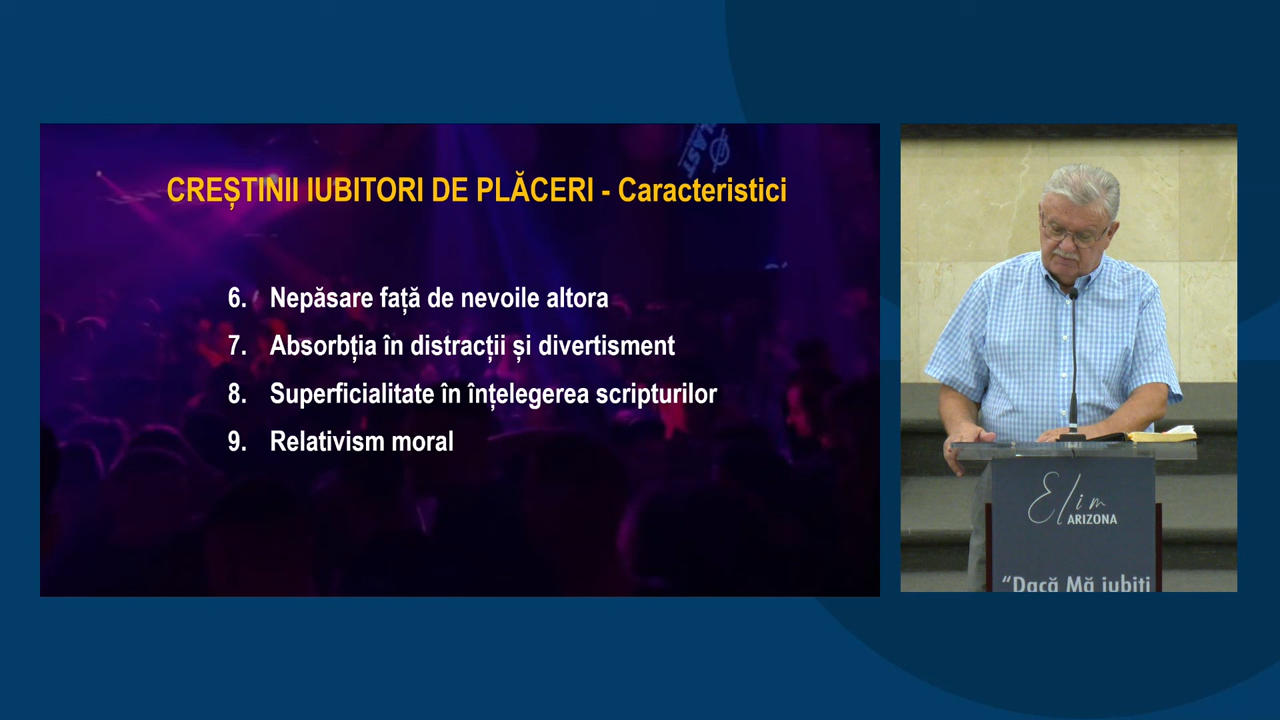 CREȘTINII IUBITORI DE PLĂCERI - Caracteristici
6. Nepăsare față de nevoile altora
7. Absorbția în distracții și divertisment
8. Superficialitate în înțelegerea scripturilor
9. Relativism moral
Elim
ARIZONA
“Dacă Mă iubiți